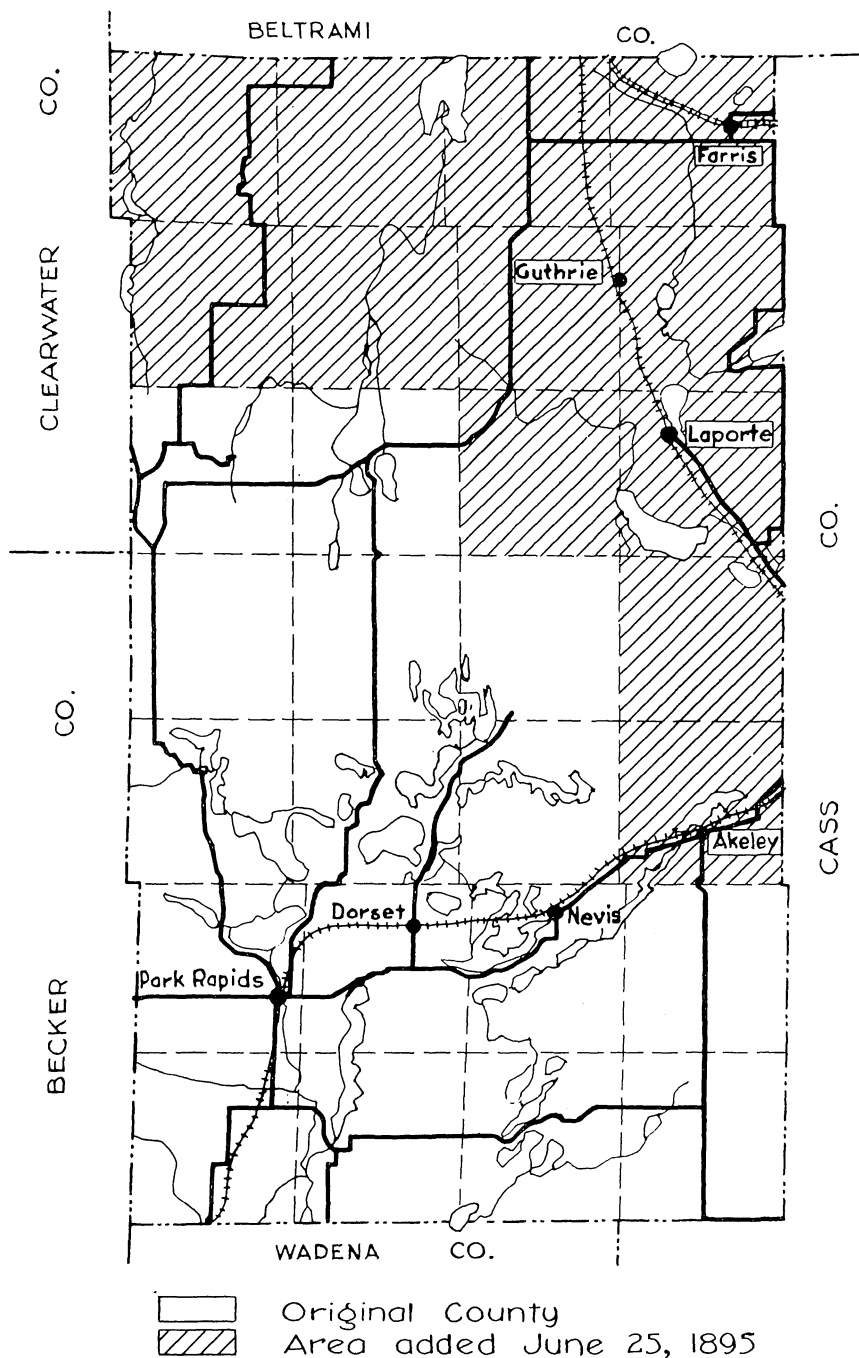 BELTRAMI CO.
CO.
Farris
CLEARWATER
Guthrie
Laporte
CO.
CO.
Akeley
CASS
Dorset
Nevis
Park Rapids
BECKER
WADENA CO.
Original County
Area added June 25, 1895